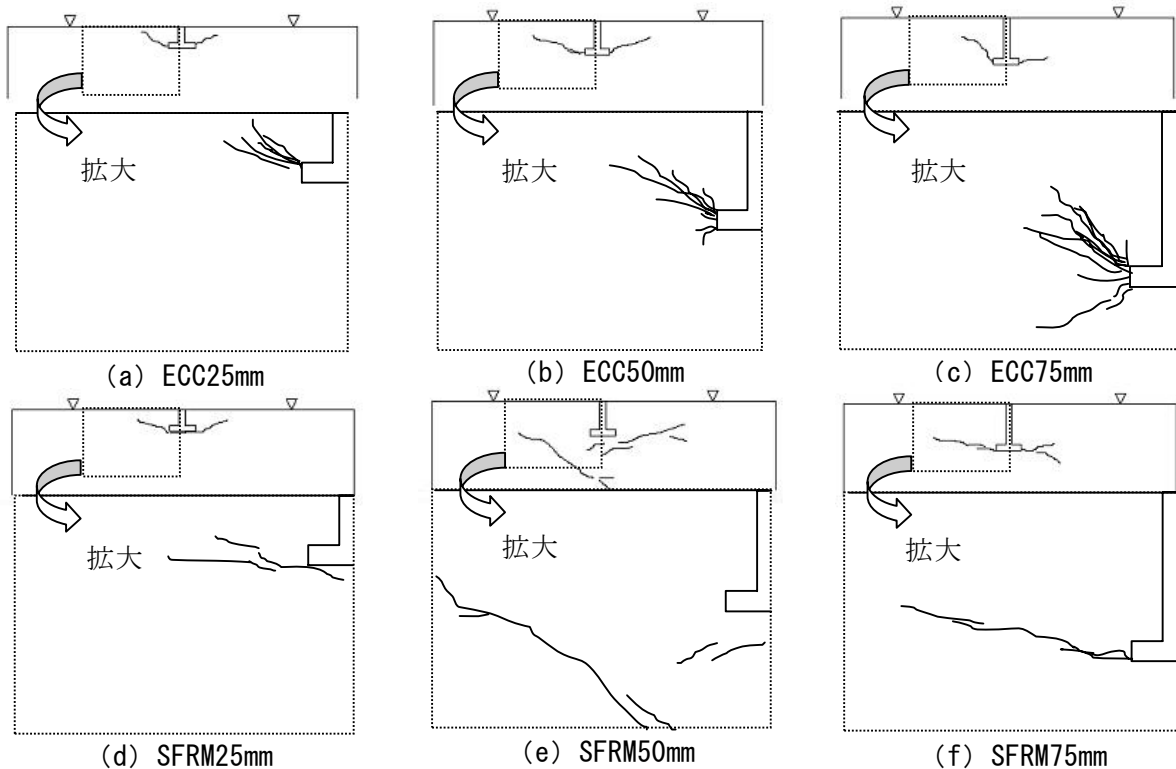 拡大
拡大
拡大
(a) ECC25mm
(b) ECC50mm
(c) ECC75mm
拡大
拡大
拡大
(d) SFRM25mm
(e) SFRM50mm
(f) SFRM75mm